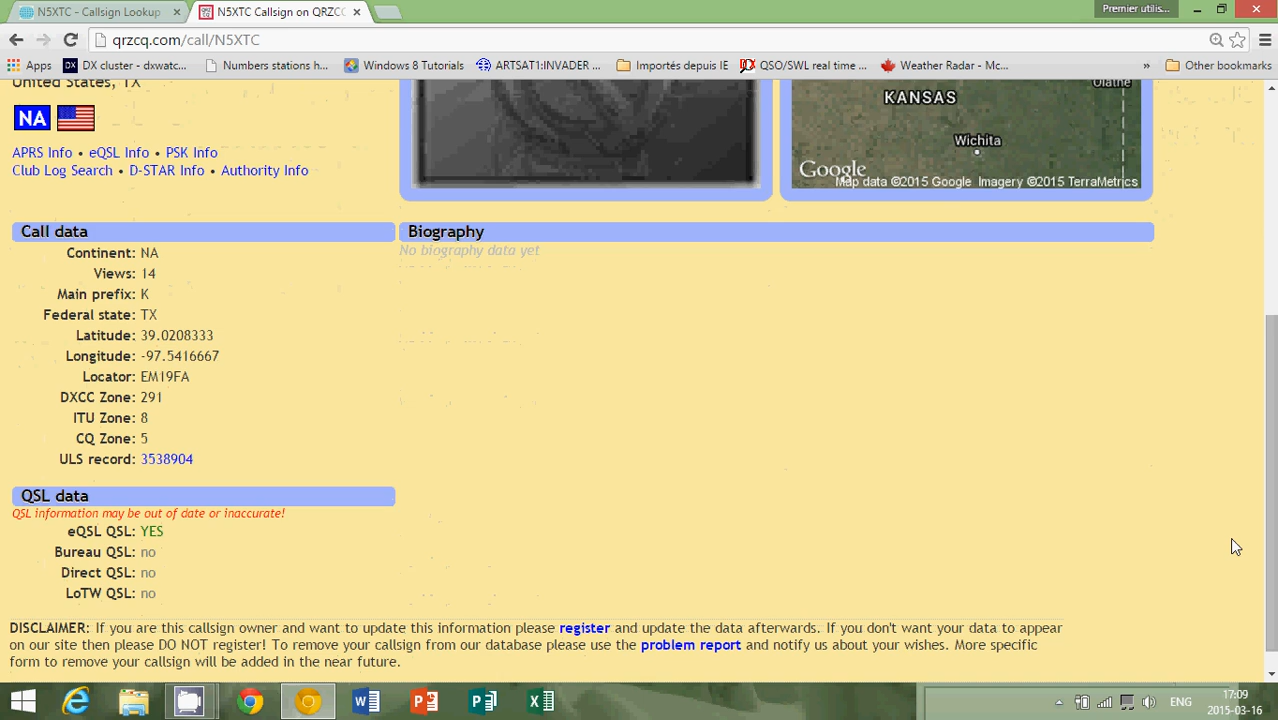 N5XTC - Callsign Lookup
N5XTC Callsign on QRZCQ
Premier utilis...
qrzcq.com/call/N5XTC
Apps
DX cluster - dxwatc...
Numbers stations h...
Windows 8 Tutorials
ARTSAT1:INVADER ...
Importés depuis IE
QSO/SWL real time ...
Weather Radar - Mc...
»
Other bookmarks
United States, TX
NA
APRS Info • eQSL Info • PSK Info
Club Log Search • D-STAR Info • Authority Info
Olathe
KANSAS
Wichita
Google
Map data ©2015 Google Imagery ©2015 TerraMetrics
Call data
Continent: NA
Views: 14
Main prefix: K
Federal state: TX
Latitude: 39.0208333
Longitude: -97.5416667
Locator: EM19FA
DXCC Zone: 291
ITU Zone: 8
CQ Zone: 5
ULS record: 3538904
Biography
No biography data yet
QSL data
QSL information may be out of date or inaccurate!
eQSL QSL: YES
Bureau QSL: no
Direct QSL: no
LoTW QSL: no
DISCLAIMER: If you are this callsign owner and want to update this information please register and update the data afterwards. If you don't want your data to appear
on our site then please DO NOT register! To remove your callsign from our database please use the problem report and notify us about your wishes. More specific
form to remove your callsign will be added in the near future.
ENG
17:09
2015-03-16